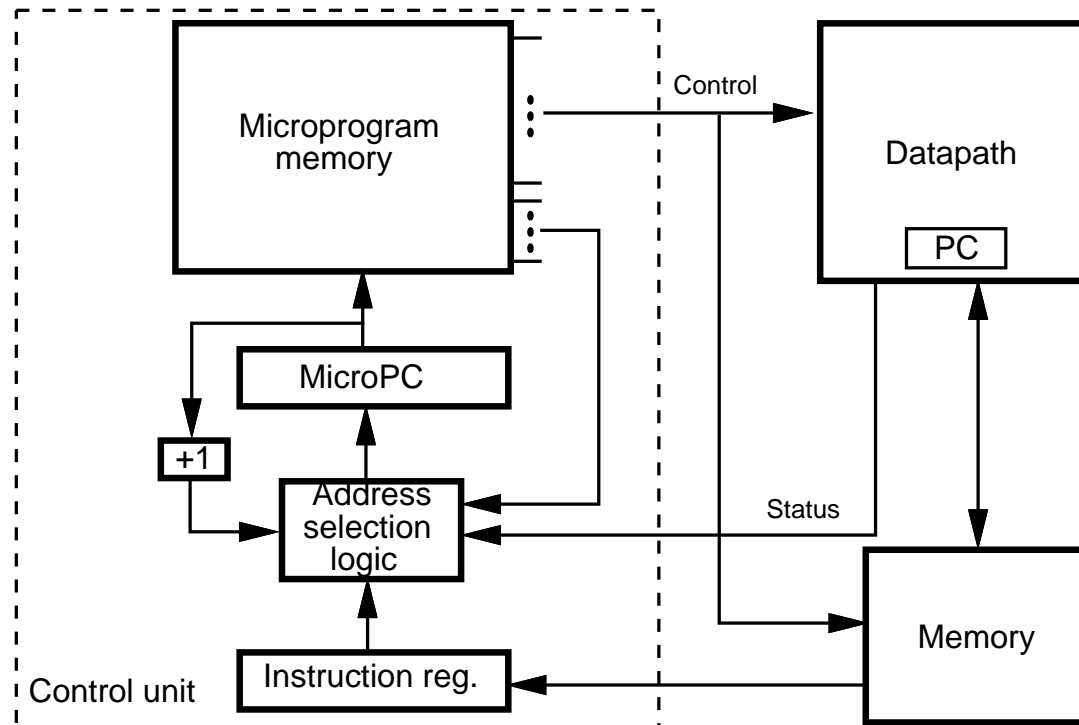 Microprogram
memory
Control
Datapath
PC
MicroPC
+1
Address
selection
logic
Status
Memory
Instruction reg.
Control unit